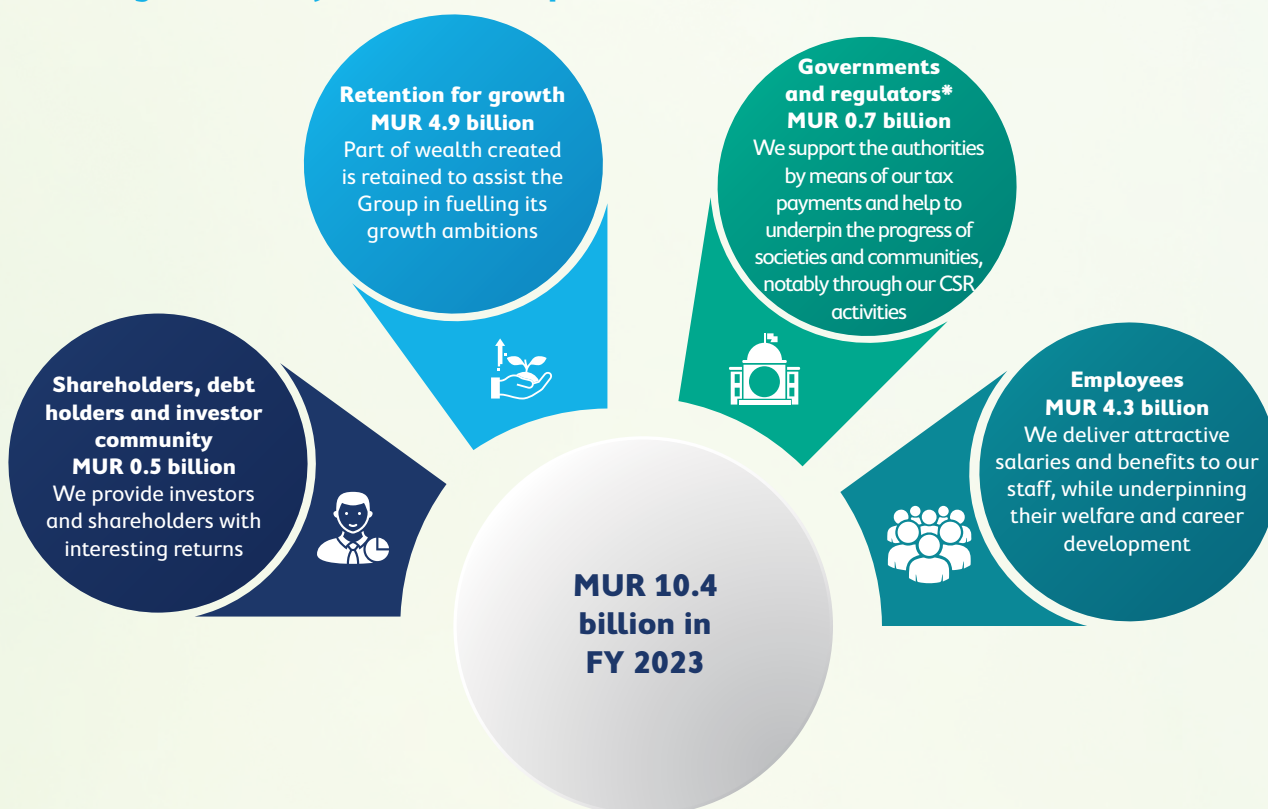 Retention for growth
MUR 4.9 billion
Part of wealth created
is retained to assist the
Group in fuelling its
growth ambitions
Governments
and regulators*
MUR 0.7 billion
We support the authorities
by means of our tax
payments and help to
underpin the progress of
societies and communities,
notably through our CSR
activities
Shareholders, debt
holders and investor
community
MUR 0.5 billion
We provide investors
and shareholders with
interesting returns
Employees
MUR 4.3 billion
We deliver attractive
salaries and benefits to our
staff, while underpinning
their welfare and career
development
MUR 10.4
billion in
FY 2023